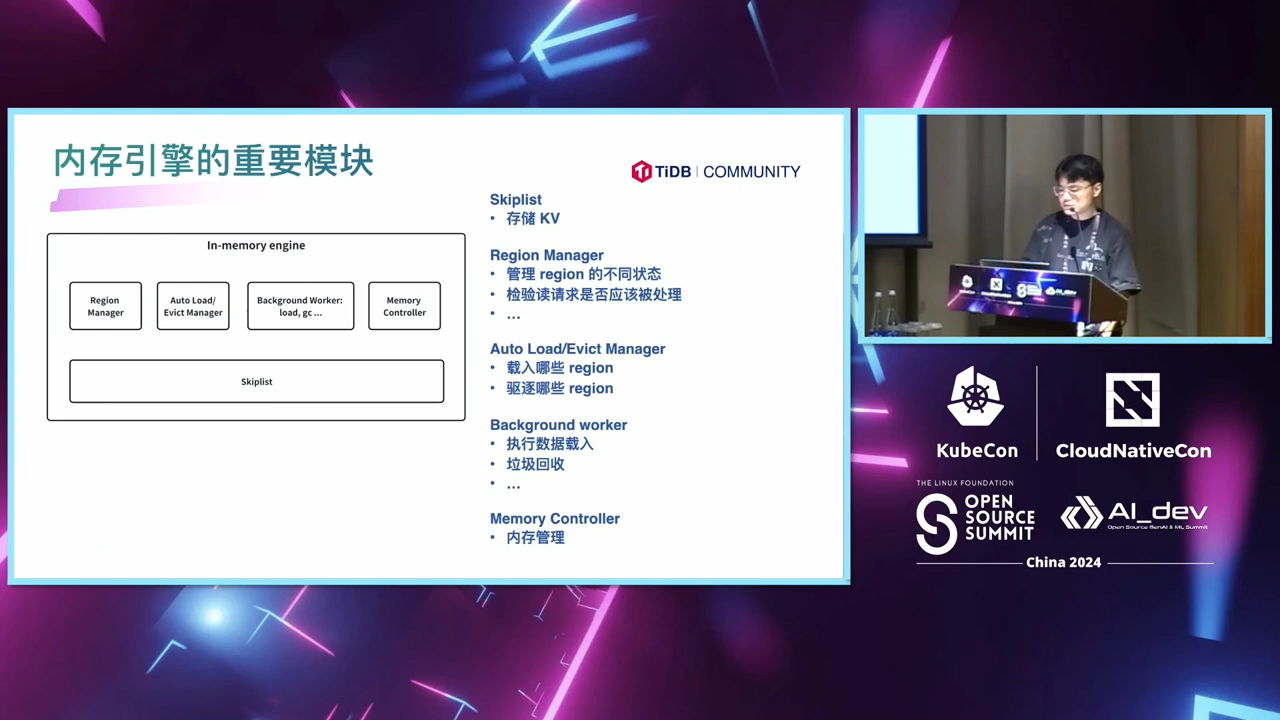 内存引擎的重要模块
TiDB COMMUNITY
In-memory engine
Region
Manager
Auto Load/
Evict Manager
Background Worker:
load, gc ...
Memory
Controller
Skiplist
Skiplist
• 存储 KV
Region Manager
• 管理 region 的不同状态
• 检验读请求是否应该被处理
• ...
Auto Load/Evict Manager
• 载入哪些 region
• 驱逐哪些 region
Background worker
• 执行数据载入
• 垃圾回收
• ...
Memory Controller
• 内存管理
KubeCon
CloudNativeCon
THE LINUX FOUNDATION
OPEN
SOURCE
SUMMIT
AI_dev
Open Source GenAI & ML Summit
China 2024